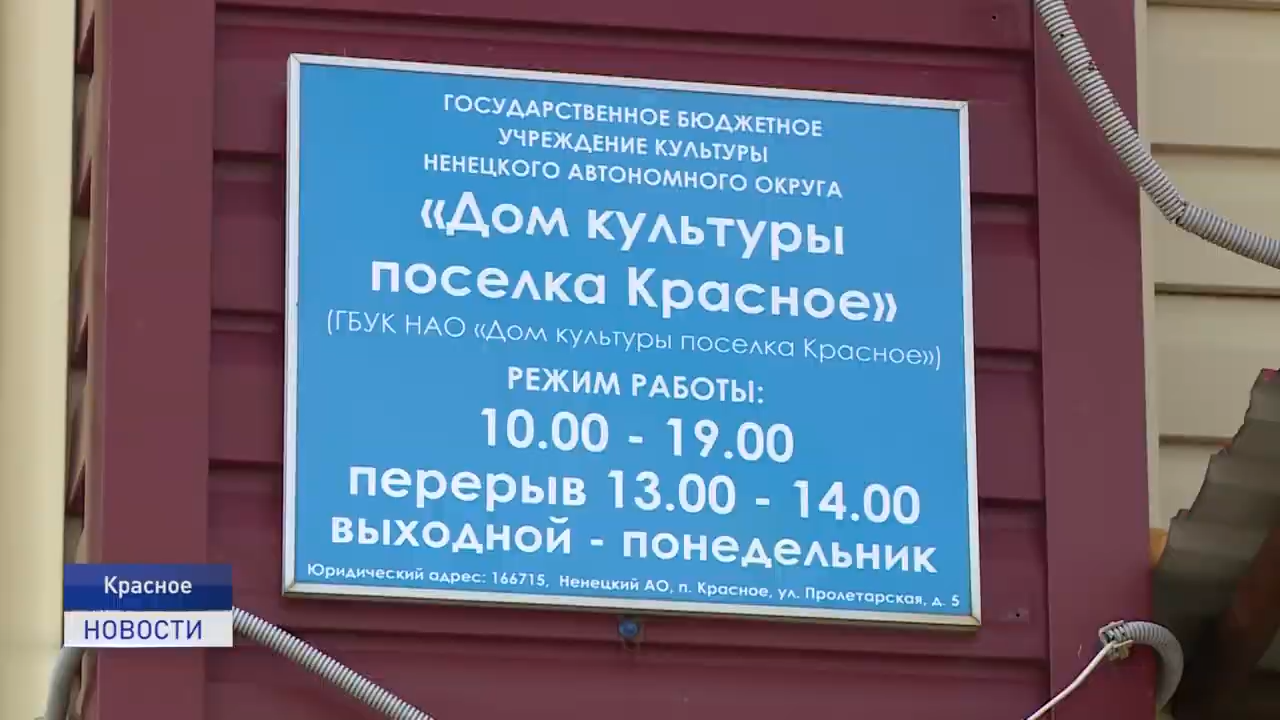 ГОСУДАРСТВЕННОЕ БЮДЖЕТНОЕ
УЧРЕЖДЕНИЕ КУЛЬТУРЫ
НЕНЕЦКОГО АВТОНОМНОГО ОКРУГА
«Дом культуры
поселка Красное»
(ГБУК НАО «Дом культуры поселка Красное»)
РЕЖИМ РАБОТЫ:
10.00 - 19.00
перерыв 13.00 - 14.00
выходной - понедельник
Юридический адрес: 166715, Ненецкий АО, п. Красное, ул. Пролетарская, д. 5
Красное
НОВОСТИ